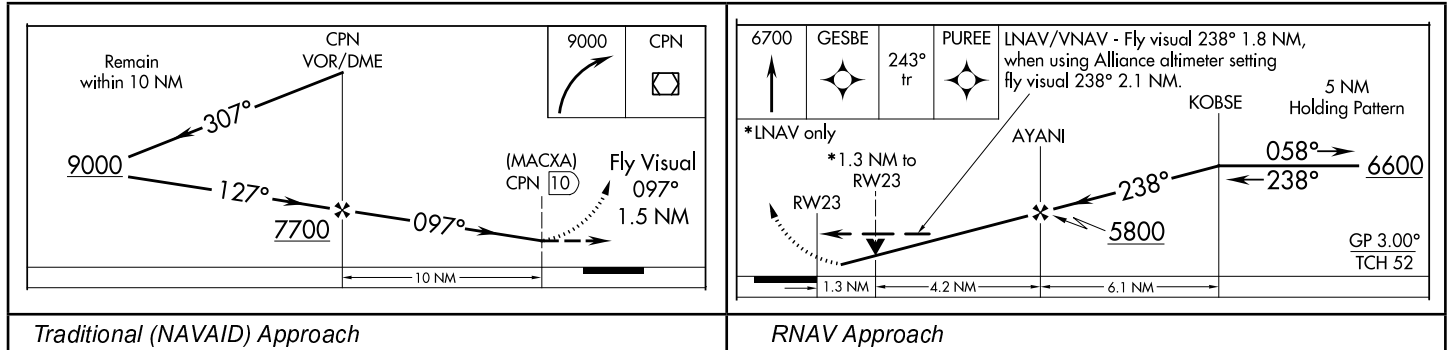 Remain
within 10 NM
CPN
VOR/DME
9000
CPN
307°
9000
127°
7700
097°
(MACXA)
CPN 10
Fly Visual
097°
1.5 NM
10 NM
Traditional (NAVAID) Approach
6700
GESBE
243°
tr
PUREE
LNAV/VNAV - Fly visual 238° 1.8 NM,
when using Alliance altimeter setting
fly visual 238° 2.1 NM.
*LNAV only
*1.3 NM to
RW23
RW23
AYANI
KOBSE
5 NM
Holding Pattern
058°
238°
6600
238°
5800
GP 3.00°
TCH 52
1.3 NM
4.2 NM
6.1 NM
RNAV Approach